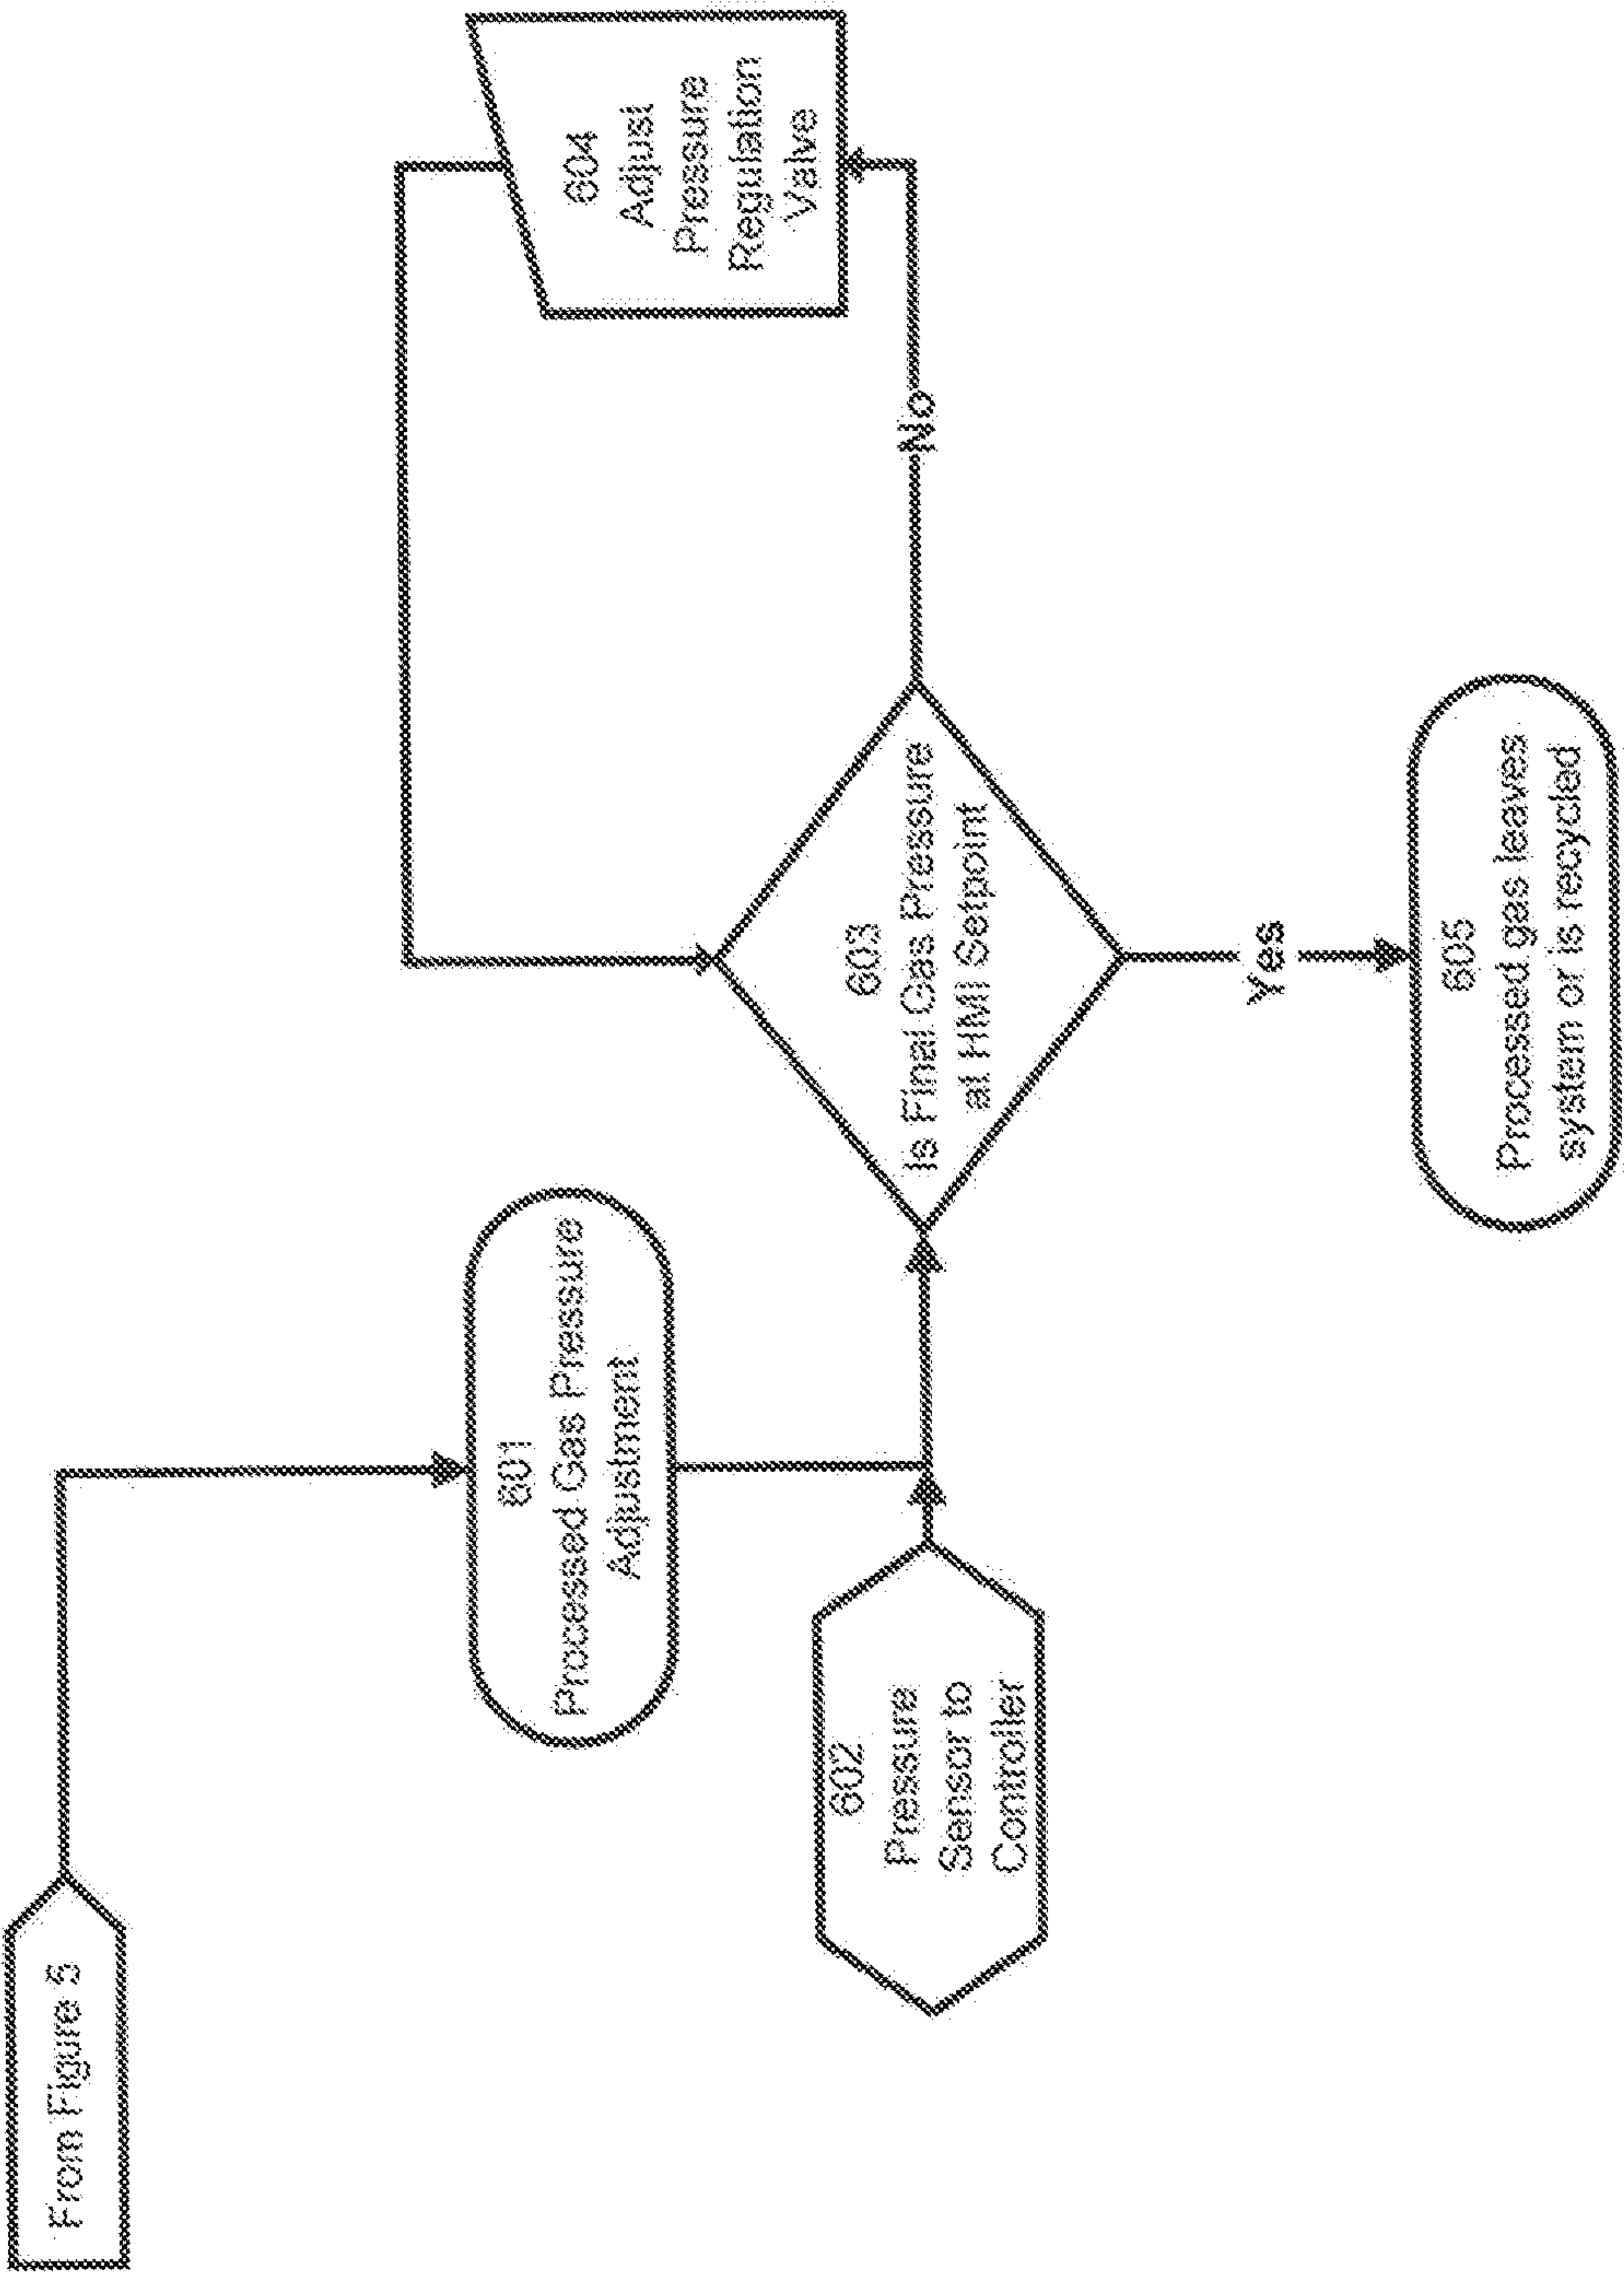 From Figure 5
601
Processed Gas Pressure
Adjustment
602
Pressure
Sensor to
Controller
603
Is Final Gas Pressure
at HMI Setpoint
No
604
Adjust
Pressure
Regulation
Valve
Yes
605
Processed gas leaves
system or is recycled